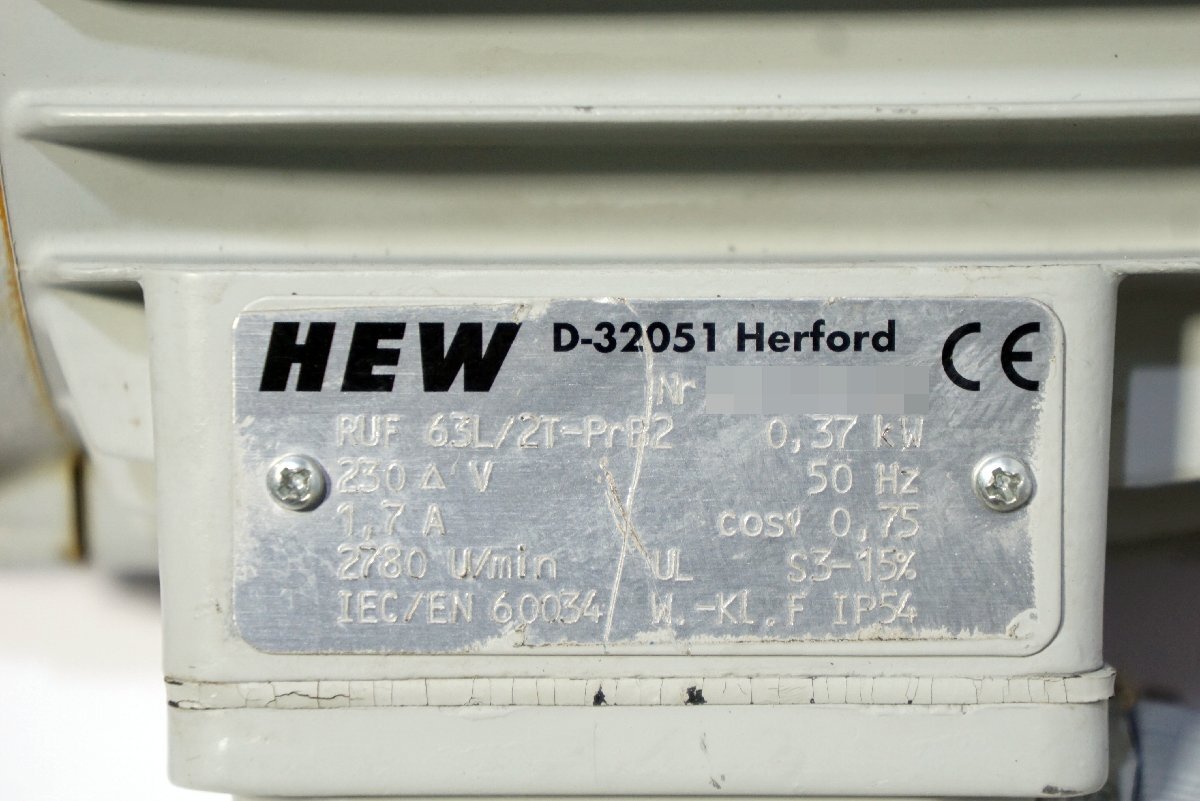 HEW D-32051 Herford CE
Nr
RUF 63L/2T-PrB2 0,37 kW
230 Δ V 50 Hz
1,7 A cosφ 0,75
2780 U/min UL S3-15%
IEC/EN 60034 W.-Kl.F IP54